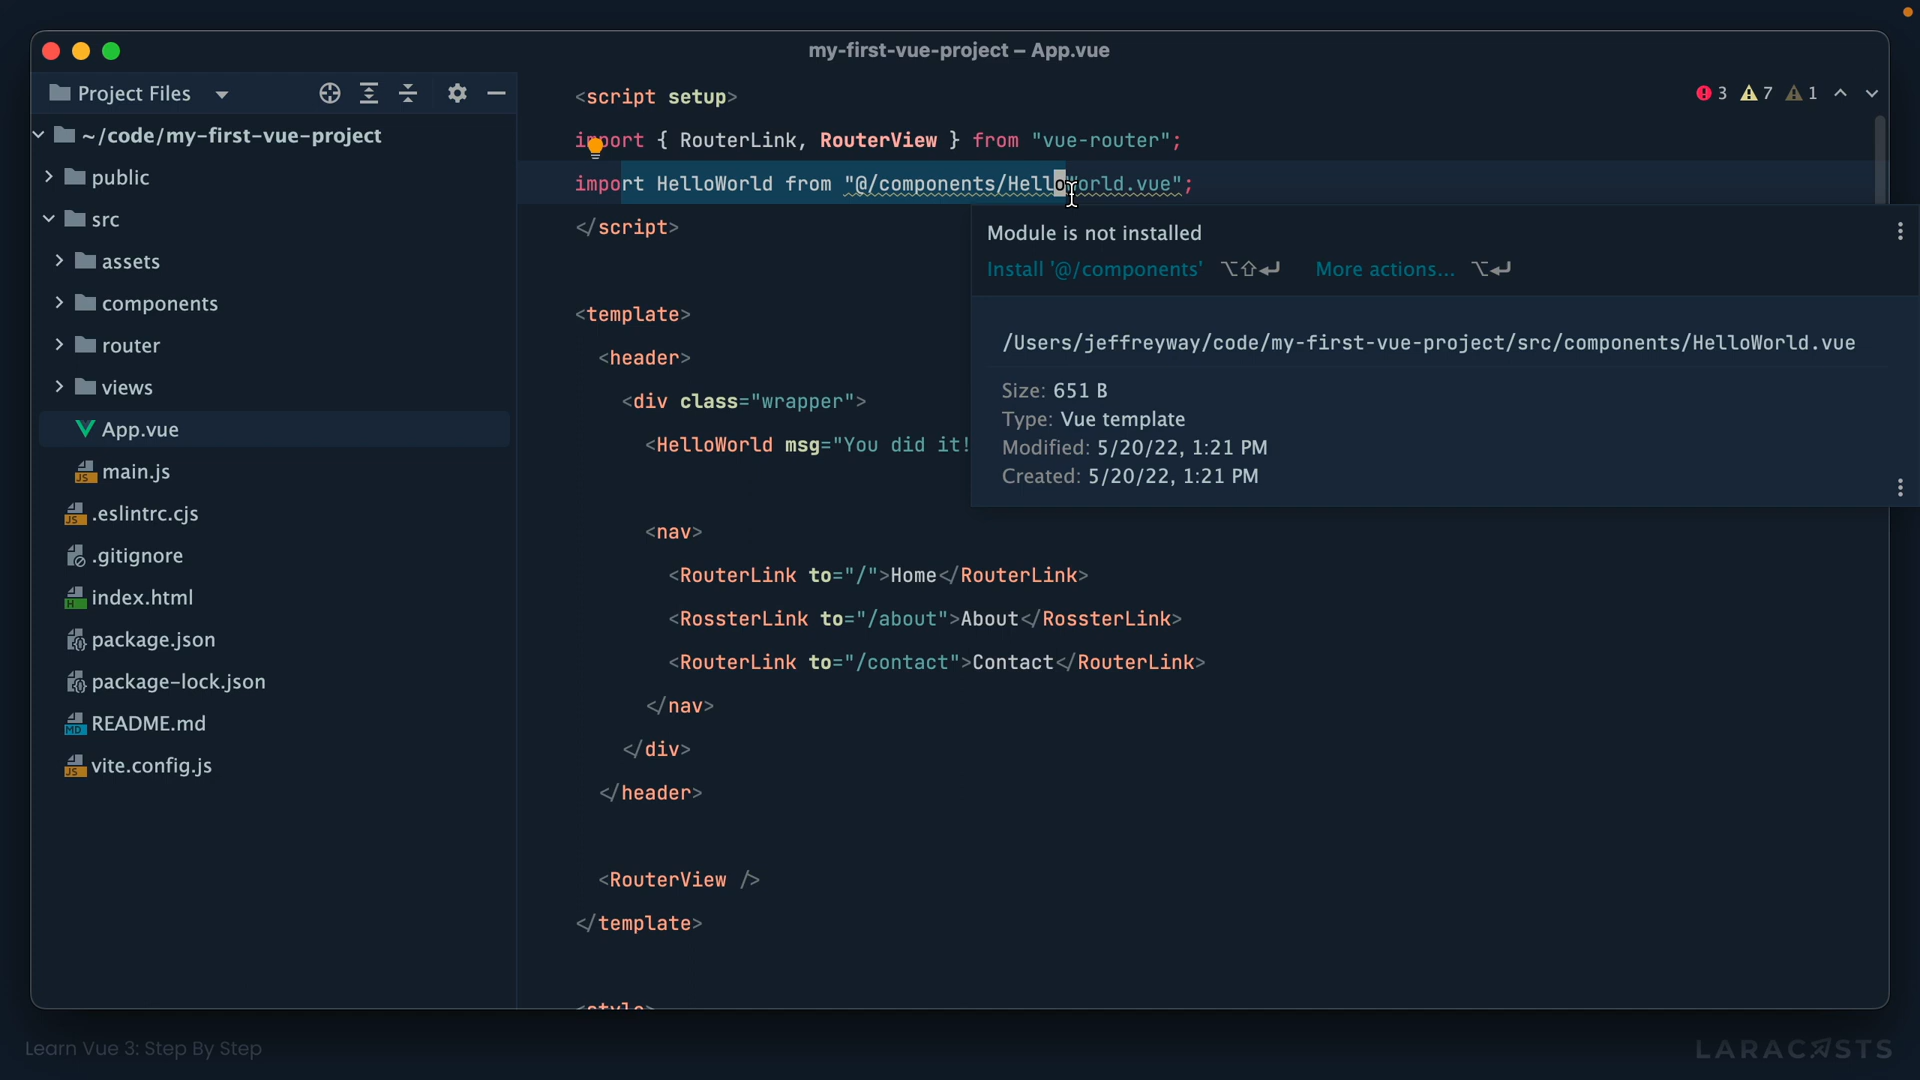 my-first-vue-project – App.vue
Project Files
~/code/my-first-vue-project
public
src
assets
components
router
views
App.vue
main.js
.eslintrc.cjs
.gitignore
index.html
package.json
package-lock.json
README.md
vite.config.js
3 7 1
<script setup>
import { RouterLink, RouterView } from "vue-router";
import HelloWorld from "@/components/HelloWorld.vue";
</script>
<template>
<header>
<div class="wrapper">
<HelloWorld msg="You did it!
<nav>
<RouterLink to="/">Home</RouterLink>
<RossterLink to="/about">About</RossterLink>
<RouterLink to="/contact">Contact</RouterLink>
</nav>
</div>
</header>
<RouterView />
</template>
<style>
Module is not installed
Install '@/components' ⌥⇧↵ More actions... ⌥↵
/Users/jeffreyway/code/my-first-vue-project/src/components/HelloWorld.vue
Size: 651 B
Type: Vue template
Modified: 5/20/22, 1:21 PM
Created: 5/20/22, 1:21 PM
Learn Vue 3: Step By Step
LARACASTS